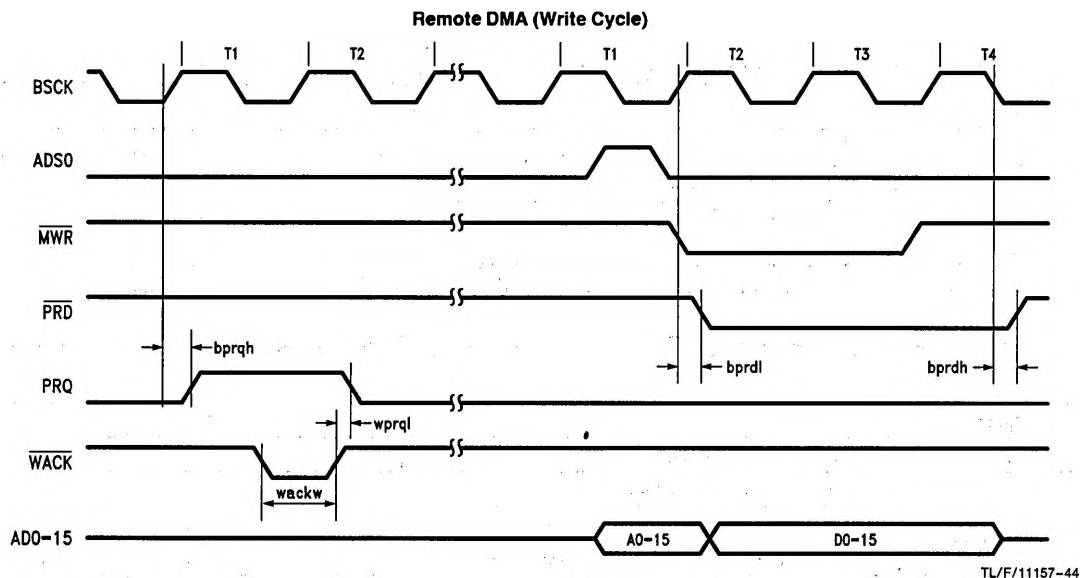 Remote DMA (Write Cycle)
T1 T2 T1 T2 T3 T4
BSCK
ADS0
MWR
PRD
bprqh bprdl bprdh
PRQ
wprql
WACK
wackw
AD0-15 A0-15 D0-15
TL/F/11157-44